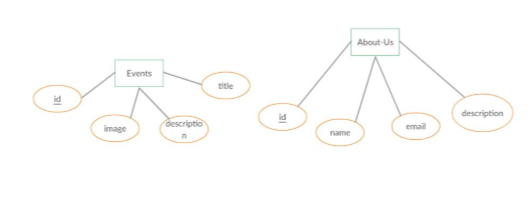 About-Us
Events
title
id
description
id
image
descriptio
n
name
email